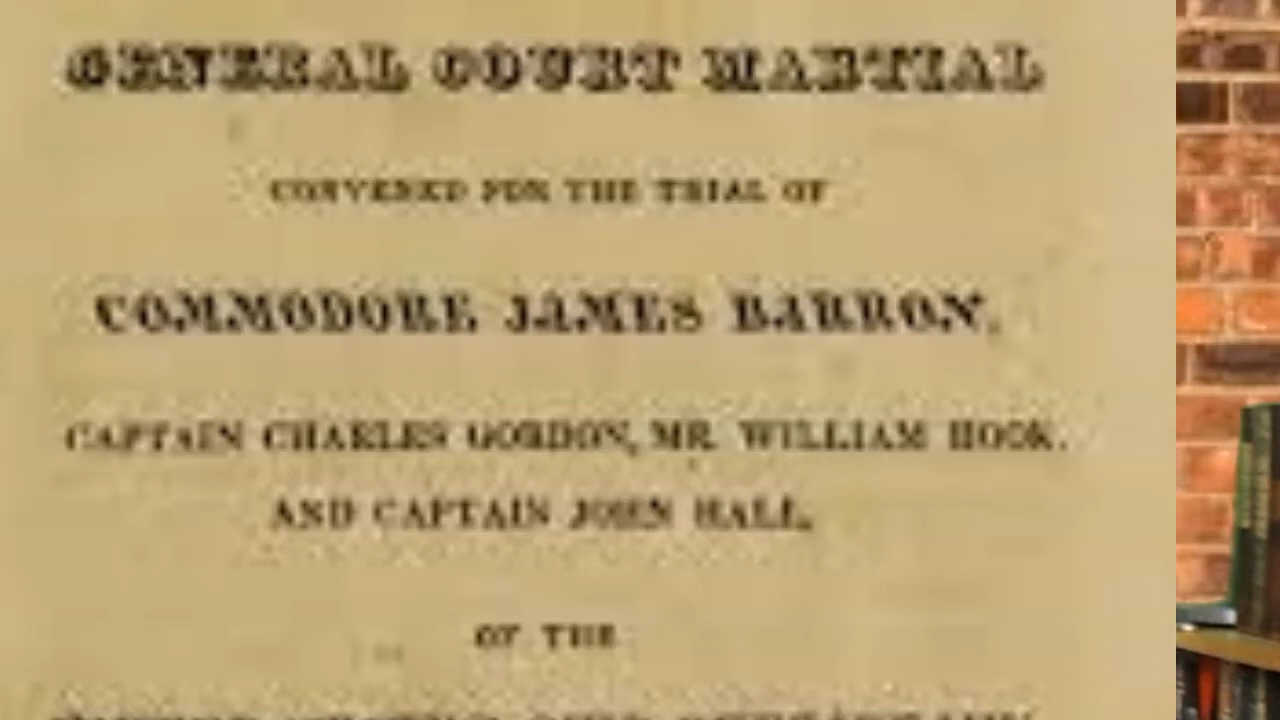 GENERAL COURT MARTIAL
CONVENED FOR THE TRIAL OF
COMMODORE JAMES BARRON,
CAPTAIN CHARLES GORDON, MR. WILLIAM HOOK,
AND CAPTAIN JOHN HALL,
OF THE